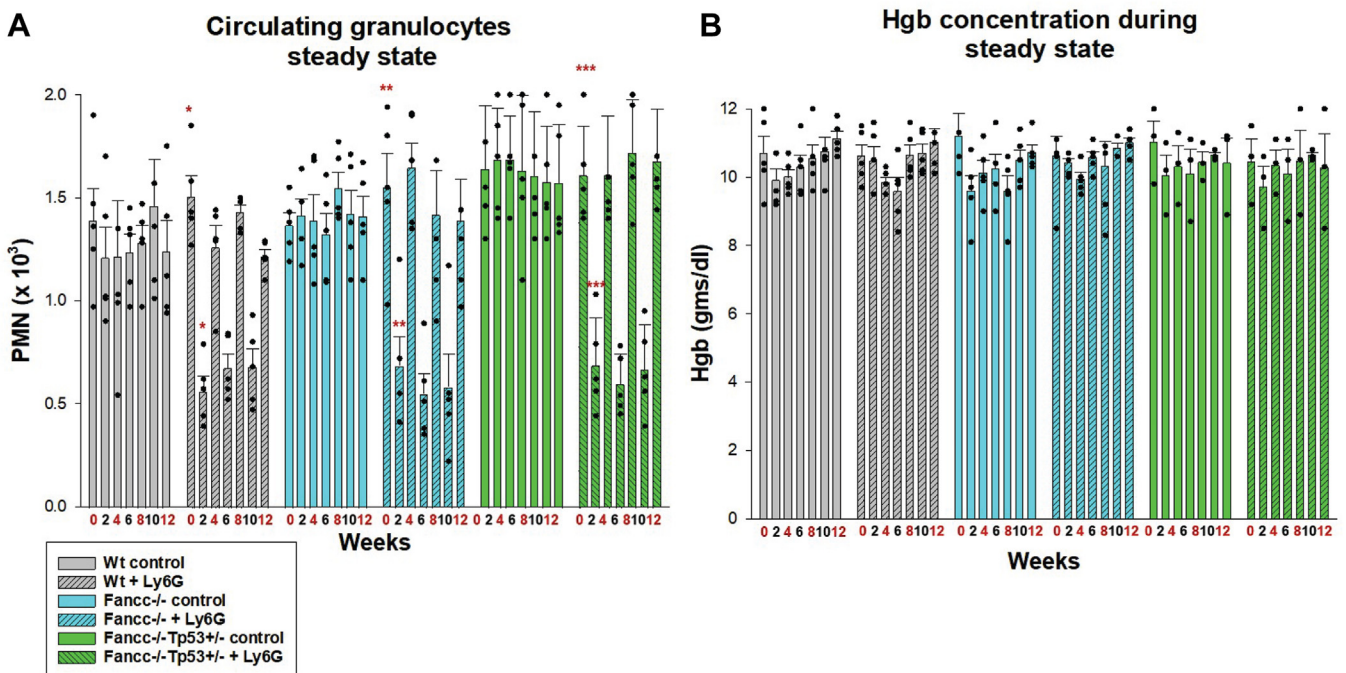 A
Circulating granulocytes
steady state
PMN (x 10³)
2.0
1.5
1.0
0.5
0.0
* * ** ** *** ***
0 2 4 6 8 10 12 0 2 4 6 8 10 12 0 2 4 6 8 10 12 0 2 4 6 8 10 12 0 2 4 6 8 10 12 0 2 4 6 8 10 12
Weeks
Wt control
Wt + Ly6G
Fancc-/- control
Fancc-/- + Ly6G
Fancc-/-Tp53+/- control
Fancc-/-Tp53+/- + Ly6G
B
Hgb concentration during
steady state
Hgb (gms/dl)
12
10
8
6
4
2
0
0 2 4 6 8 10 12 0 2 4 6 8 10 12 0 2 4 6 8 10 12 0 2 4 6 8 10 12 0 2 4 6 8 10 12 0 2 4 6 8 10 12
Weeks